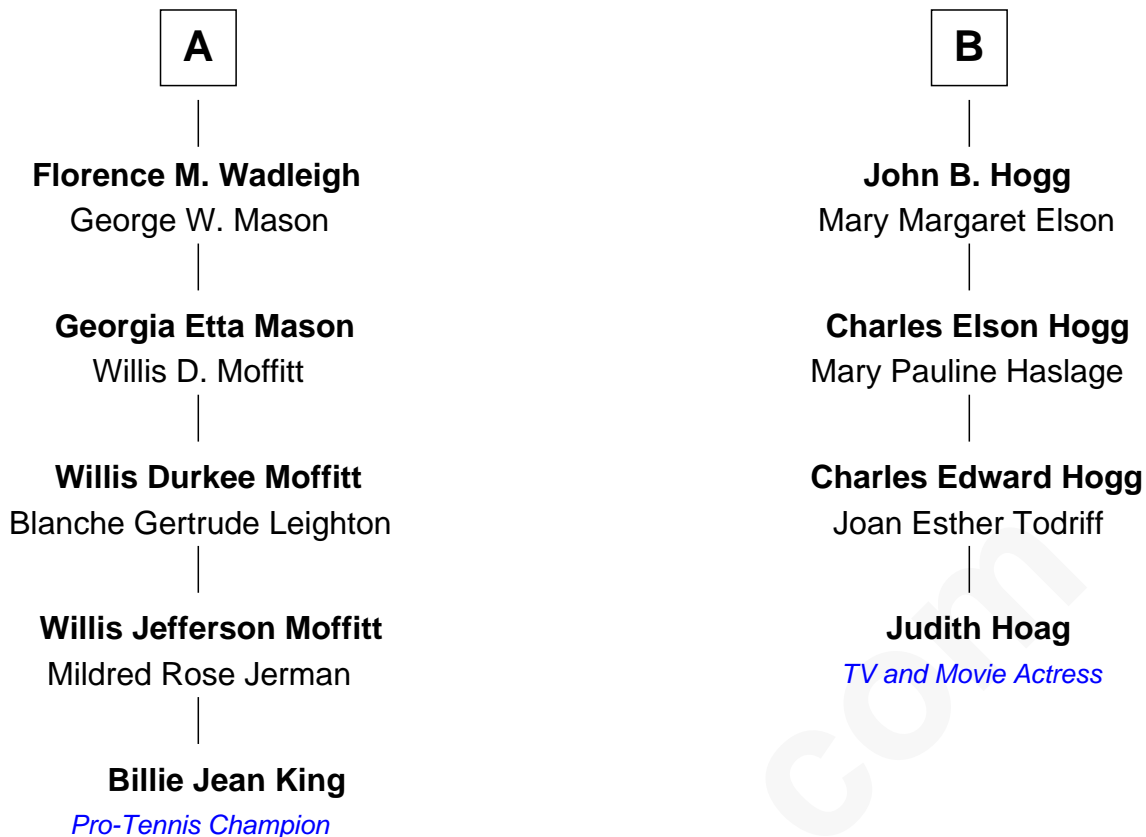 A
Florence M. Wadleigh
George W. Mason
Georgia Etta Mason
Willis D. Moffitt
Willis Durkee Moffitt
Blanche Gertrude Leighton
Willis Jefferson Moffitt
Mildred Rose Jerman
Billie Jean King
Pro-Tennis Champion
B
John B. Hogg
Mary Margaret Elson
Charles Elson Hogg
Mary Pauline Haslage
Charles Edward Hogg
Joan Esther Todriff
Judith Hoag
TV and Movie Actress
com